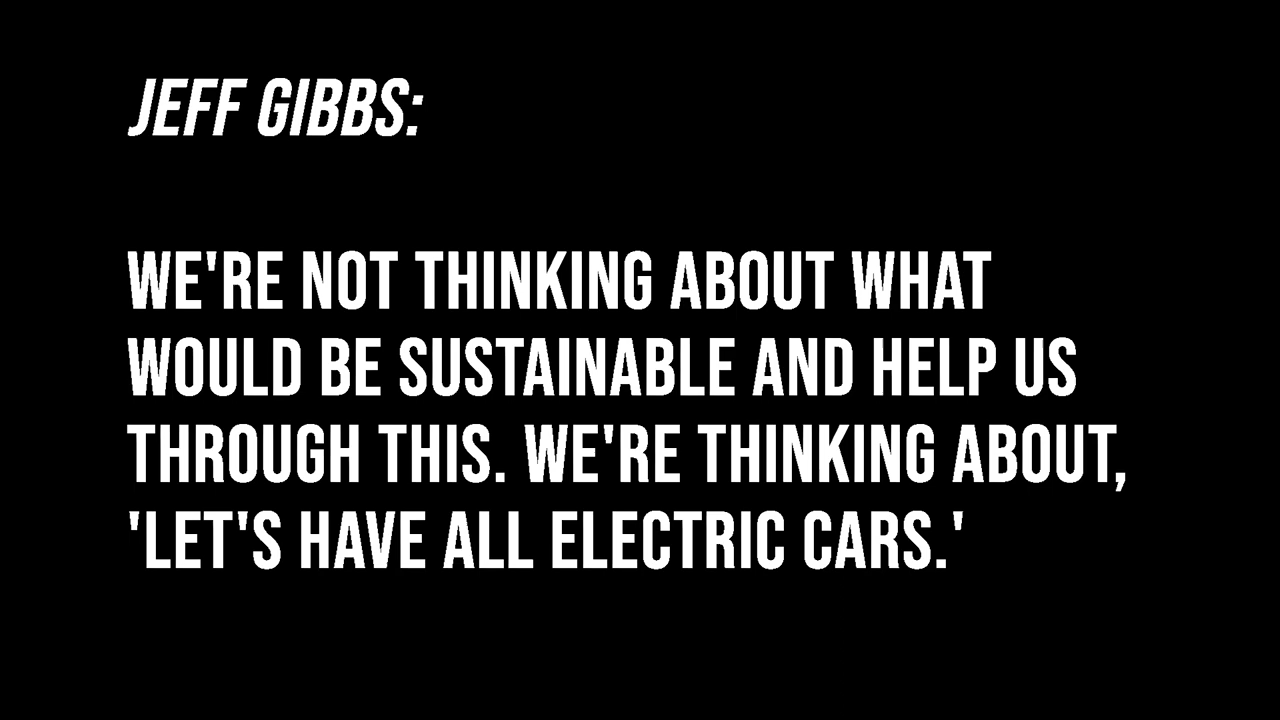 JEFF GIBBS:
WE'RE NOT THINKING ABOUT WHAT
WOULD BE SUSTAINABLE AND HELP US
THROUGH THIS. WE'RE THINKING ABOUT,
'LET'S HAVE ALL ELECTRIC CARS.'